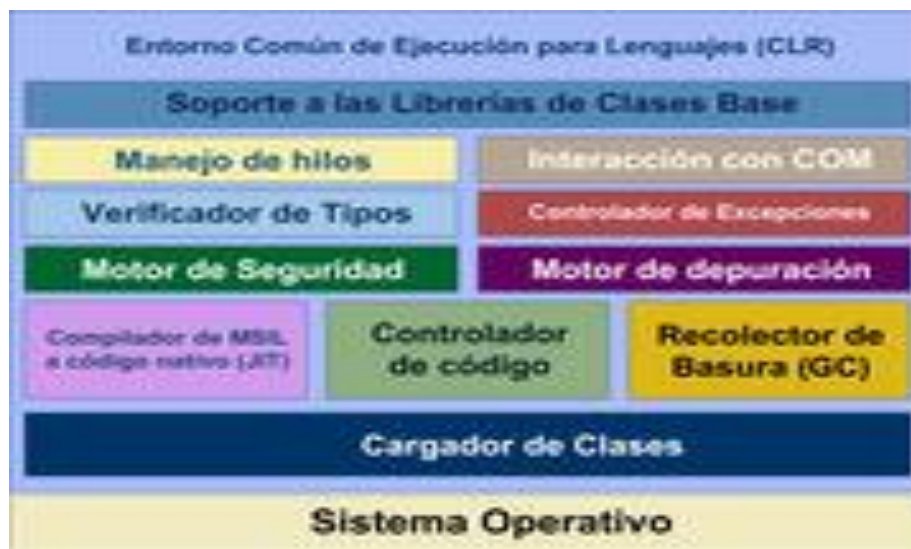 Entorno Común de Ejecución para Lenguajes (CLR)
Soporte a las Librerías de Clases Base
Manejo de hilos
Interacción con COM
Verificador de Tipos
Controlador de Excepciones
Motor de Seguridad
Motor de depuración
Compilador de MSIL
a código nativo (JIT)
Controlador
de código
Recolector de
Basura (GC)
Cargador de Clases
Sistema Operativo